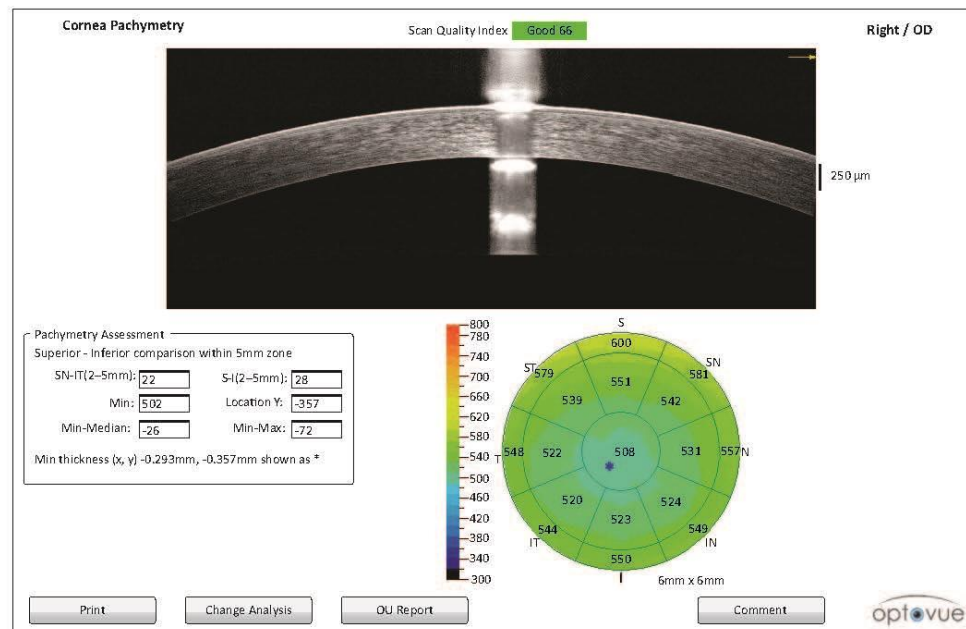 Cornea Pachymetry
Scan Quality Index Good 66
Right / OD
250 µm
Pachymetry Assessment
Superior - Inferior comparison within 5mm zone
SN-IT(2–5mm): 22 S-I(2–5mm): 28
Min: 502 Location Y: -357
Min-Median: -26 Min-Max: -72
Min thickness (x, y) -0.293mm, -0.357mm shown as *
800
780
740
700
660
620
580
540
500
460
420
380
340
300
S
600
ST 579 551 581 SN
539 542
T 548 522 508 531 557 N
*
520 524
523
544 549
IT IN
550
I
6mm x 6mm
Print Change Analysis OU Report Comment
optovue